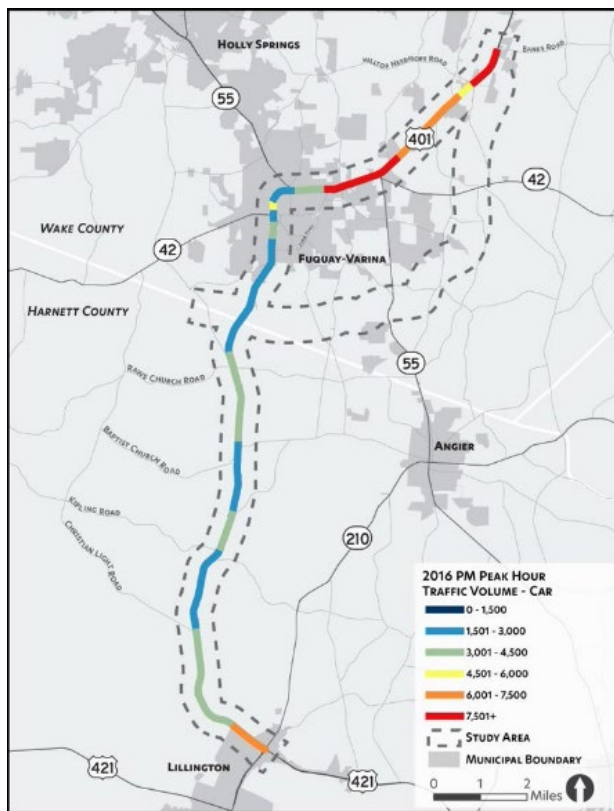 HOLLY SPRINGS
HILLTOP NEEDMORE ROAD
BANKS ROAD
55
401
42
WAKE COUNTY
42
FUQUAY-VARINA
HARNETT COUNTY
55
RAWLS CHURCH ROAD
ANGIER
BAPTIST CHURCH
ROAD
KIPLING ROAD
210
CHRISTIAN LIGHT
ROAD
2016 PM PEAK HOUR
TRAFFIC VOLUME - CAR
0 - 1,500
1,501 - 3,000
3,001 - 4,500
4,501 - 6,000
6,001 - 7,500
7,501+
STUDY AREA
MUNICIPAL BOUNDARY
LILLINGTON
421
421
0 1 2
MILES